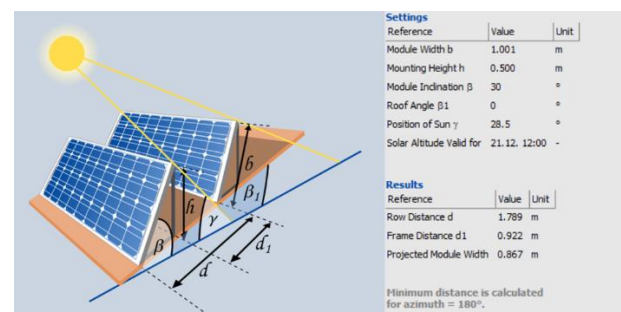 Settings
Reference Value Unit
Module Width b 1.001 m
Mounting Height h 0.500 m
Module Inclination β 30 °
Roof Angle β1 0 °
Position of Sun γ 28.5 °
Solar Altitude Valid for 21.12. 12:00 -
Results
Reference Value Unit
Row Distance d 1.789 m
Frame Distance d1 0.922 m
Projected Module Width 0.867 m
Minimum distance is calculated
for azimuth = 180°.
b
h
β1
γ
β
d1
d